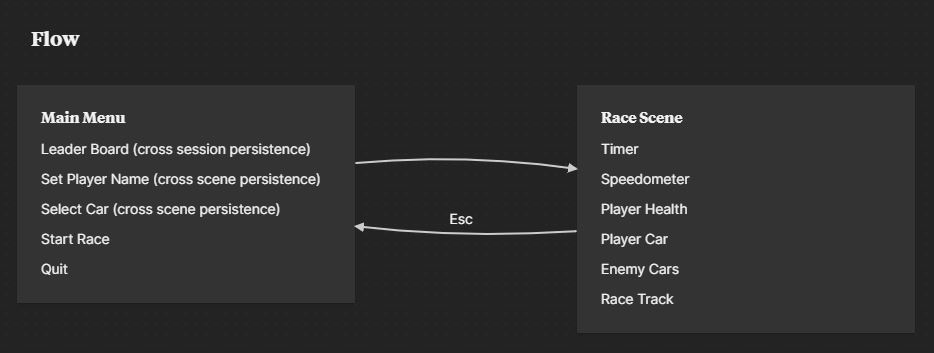 Flow
Main Menu
Leader Board (cross session persistence)
Set Player Name (cross scene persistence)
Select Car (cross scene persistence)
Start Race
Quit
Esc
Race Scene
Timer
Speedometer
Player Health
Player Car
Enemy Cars
Race Track